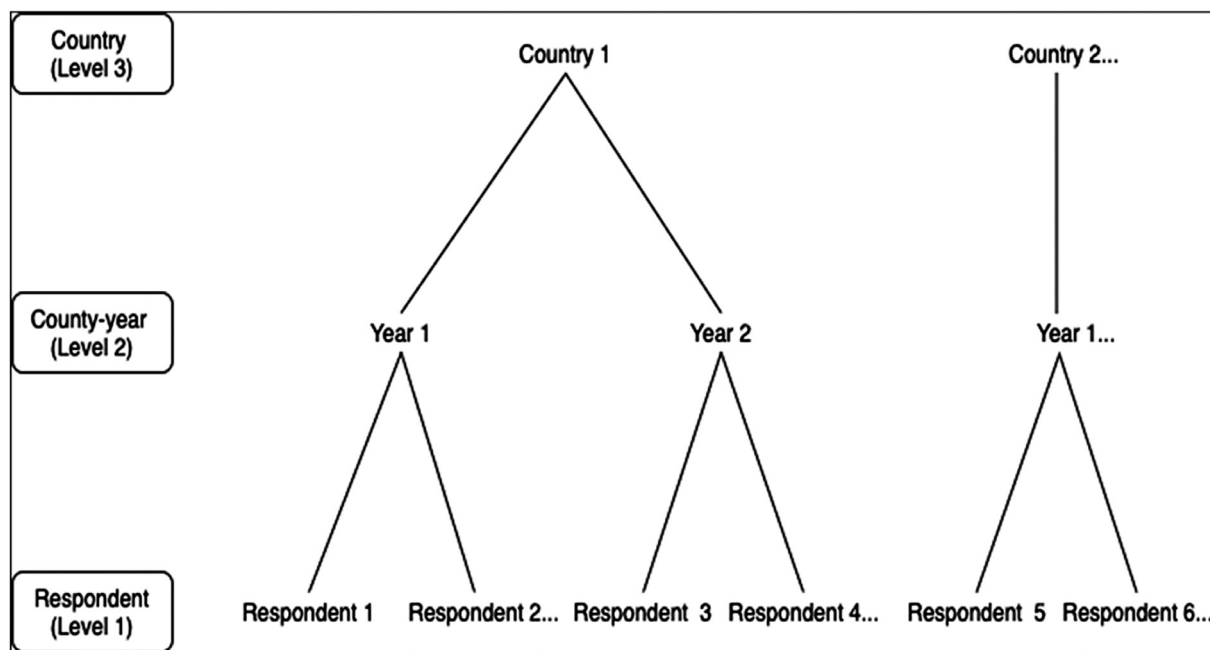 Country
(Level 3)
Country 1
Country 2...
County-year
(Level 2)
Year 1
Year 2
Year 1...
Respondent
(Level 1)
Respondent 1
Respondent 2...
Respondent 3
Respondent 4...
Respondent 5
Respondent 6...